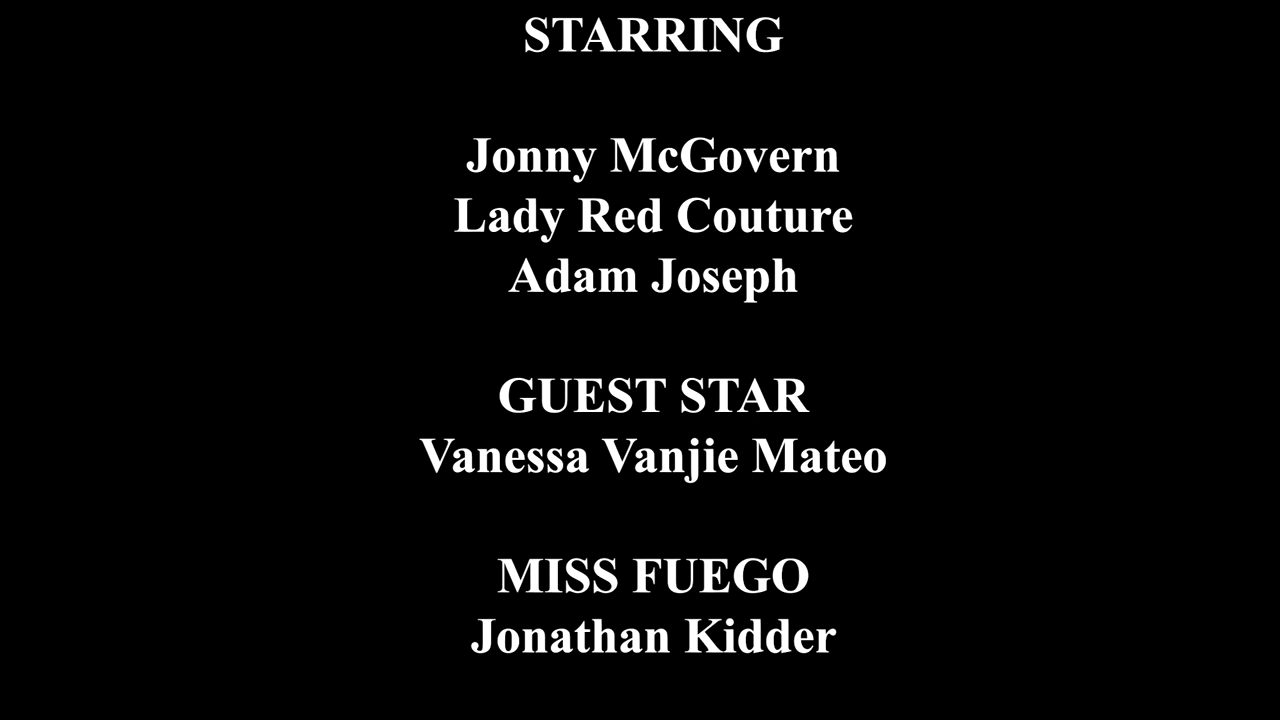 STARRING
Jonny McGovern
Lady Red Couture
Adam Joseph
GUEST STAR
Vanessa Vanjie Mateo
MISS FUEGO
Jonathan Kidder